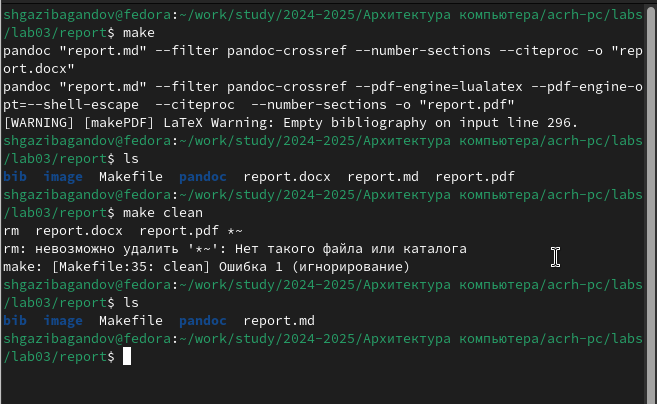 shgazibagandov@fedora:~/work/study/2024-2025/Архитектура компьютера/acrh-pc/labs
/lab03/report$ make
pandoc "report.md" --filter pandoc-crossref --number-sections --citeproc -o "rep
ort.docx"
pandoc "report.md" --filter pandoc-crossref --pdf-engine=lualatex --pdf-engine-o
pt=--shell-escape  --citeproc  --number-sections -o "report.pdf"
[WARNING] [makePDF] LaTeX Warning: Empty bibliography on input line 296.
shgazibagandov@fedora:~/work/study/2024-2025/Архитектура компьютера/acrh-pc/labs
/lab03/report$ ls
bib  image  Makefile  pandoc  report.docx  report.md  report.pdf
shgazibagandov@fedora:~/work/study/2024-2025/Архитектура компьютера/acrh-pc/labs
/lab03/report$ make clean
rm  report.docx  report.pdf *~
rm: невозможно удалить '*~': Нет такого файла или каталога
make: [Makefile:35: clean] Ошибка 1 (игнорирование)
shgazibagandov@fedora:~/work/study/2024-2025/Архитектура компьютера/acrh-pc/labs
/lab03/report$ ls
bib  image  Makefile  pandoc  report.md
shgazibagandov@fedora:~/work/study/2024-2025/Архитектура компьютера/acrh-pc/labs
/lab03/report$